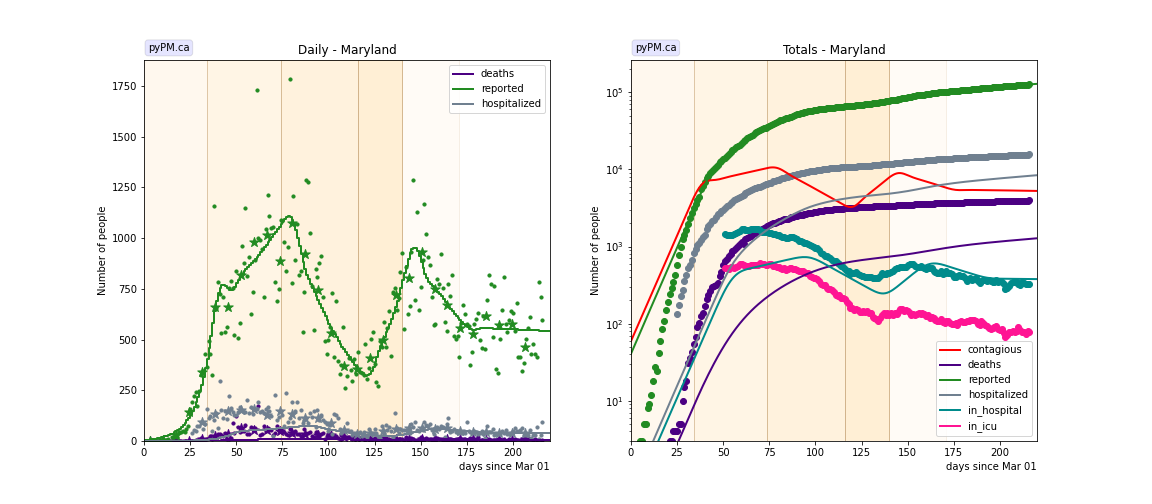 pyPM.ca
Daily - Maryland
Number of people
1750
1500
1250
1000
750
500
250
0
deaths
reported
hospitalized
0 25 50 75 100 125 150 175 200
days since Mar 01
pyPM.ca
Totals - Maryland
Number of people
10^5
10^4
10^3
10^2
10^1
contagious
deaths
reported
hospitalized
in_hospital
in_icu
0 25 50 75 100 125 150 175 200
days since Mar 01